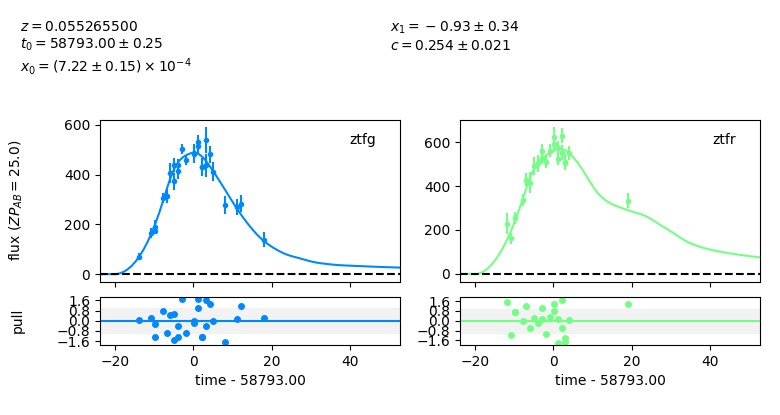 z = 0.055265500
t₀ = 58793.00 ± 0.25
x₀ = (7.22 ± 0.15) × 10⁻⁴
x₁ = −0.93 ± 0.34
c = 0.254 ± 0.021
flux (ZP_AB = 25.0)
600
400
200
0
ztfg
600
400
200
0
ztfr
pull
1.6
0.8
0.0
−0.8
−1.6
−20 0 20 40
time - 58793.00
1.6
0.8
0.0
−0.8
−1.6
−20 0 20 40
time - 58793.00